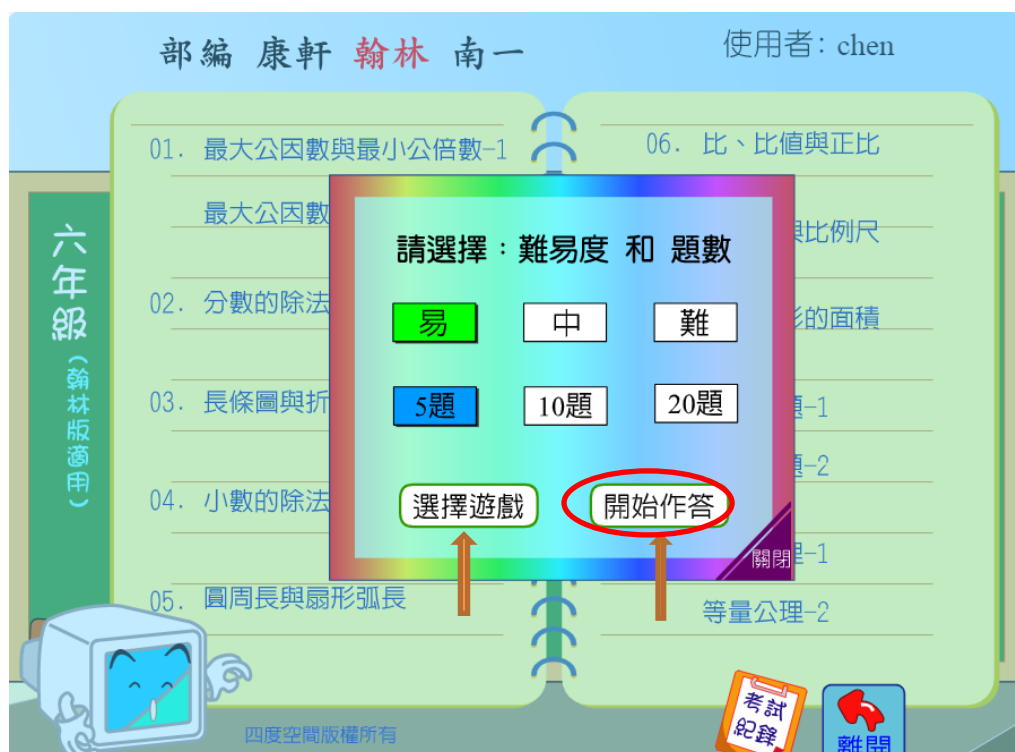 部編 康軒 翰林 南一
使用者：chen
六年級（翰林版適用）
01. 最大公因數與最小公倍數-1
最大公因數
02. 分數的除法
03. 長條圖與折
04. 小數的除法
05. 圓周長與扇形弧長
06. 比、比值與正比
與比例尺
形的面積
題-1
題-2
理-1
等量公理-2
請選擇：難易度 和 題數
易 中 難
5題 10題 20題
選擇遊戲 開始作答
關閉
考試
紀錄
離開
四度空間版權所有